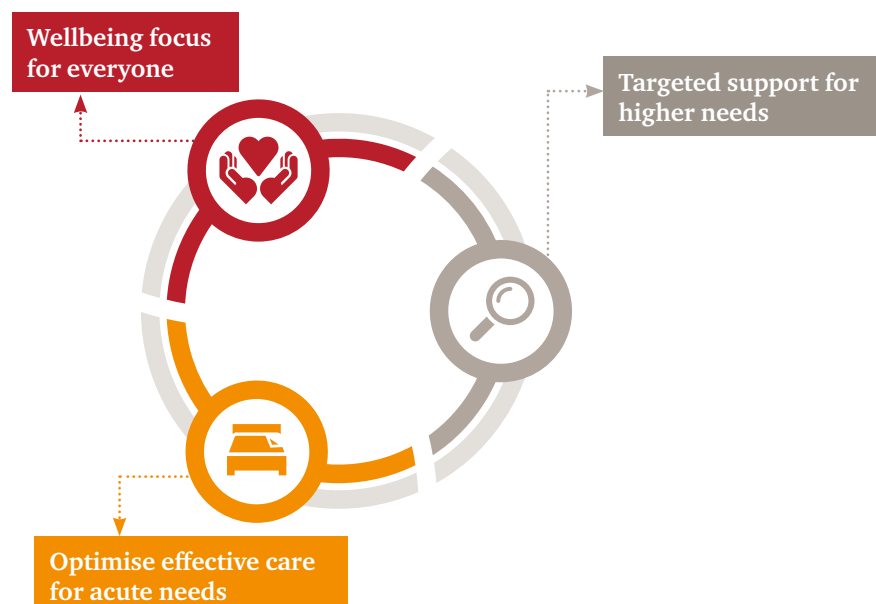 Wellbeing focus
for everyone
Targeted support for
higher needs
Optimise effective care
for acute needs